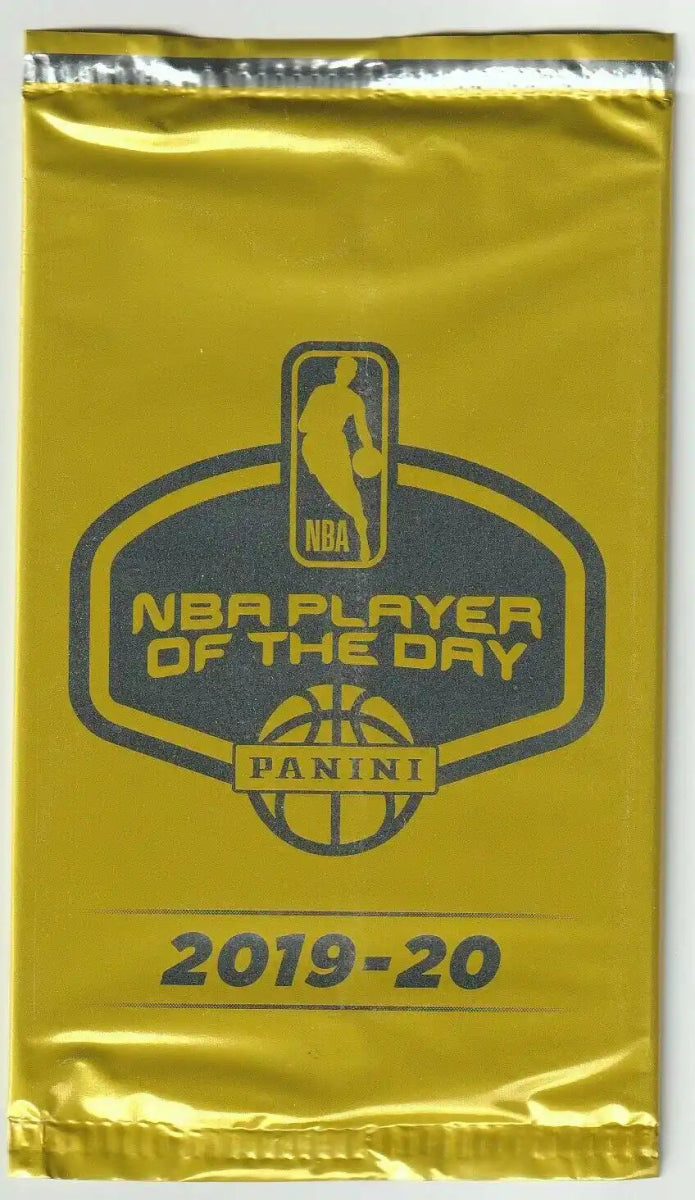 NBA
NBA PLAYER
OF THE DAY
PANINI
2019-20